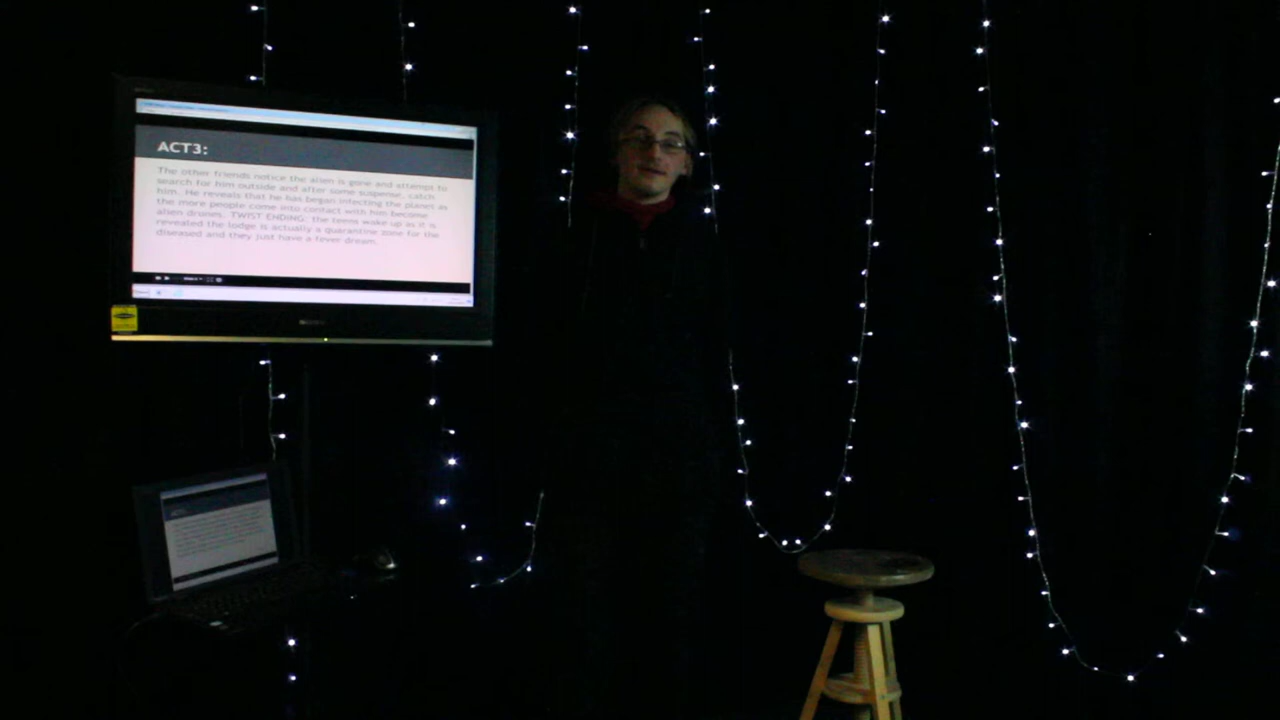 ACT3:
The other friends notice the alien is gone and attempt to
search for him outside and after some suspense, catch
him. He reveals that he has began infecting the planet as
the more people come into contact with him become
alien drones. TWIST ENDING: the teens wake up as it is
revealed the lodge is actually a quarantine zone for the
diseased and they just have a fever dream.